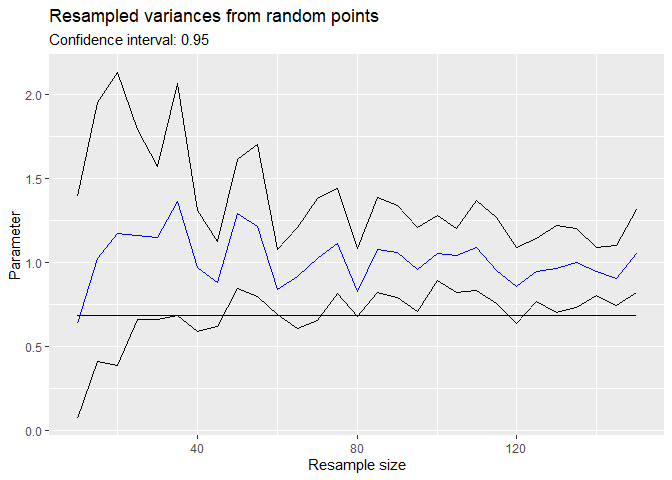 Resampled variances from random points
Confidence interval: 0.95
2.0
1.5
1.0
0.5
0.0
Parameter
40
80
120
Resample size